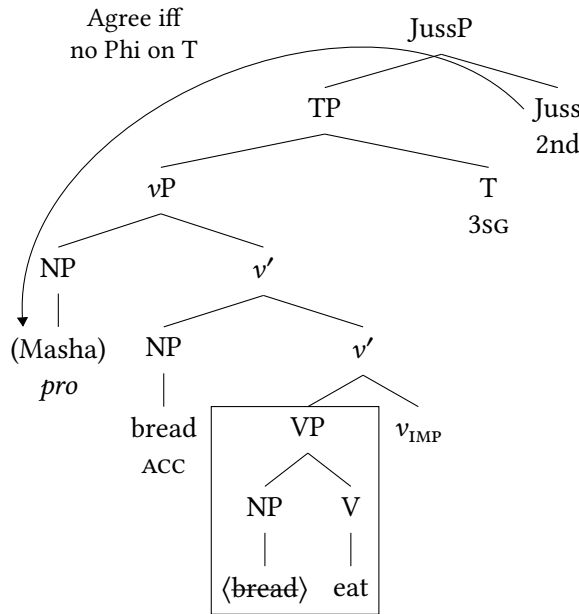 Agree iff
no Phi on T
JussP
TP
Juss
2nd
vP
T
3SG
NP
v′
(Masha)
pro
NP
v′
bread
ACC
VP
vIMP
NP
V
⟨bread⟩
eat